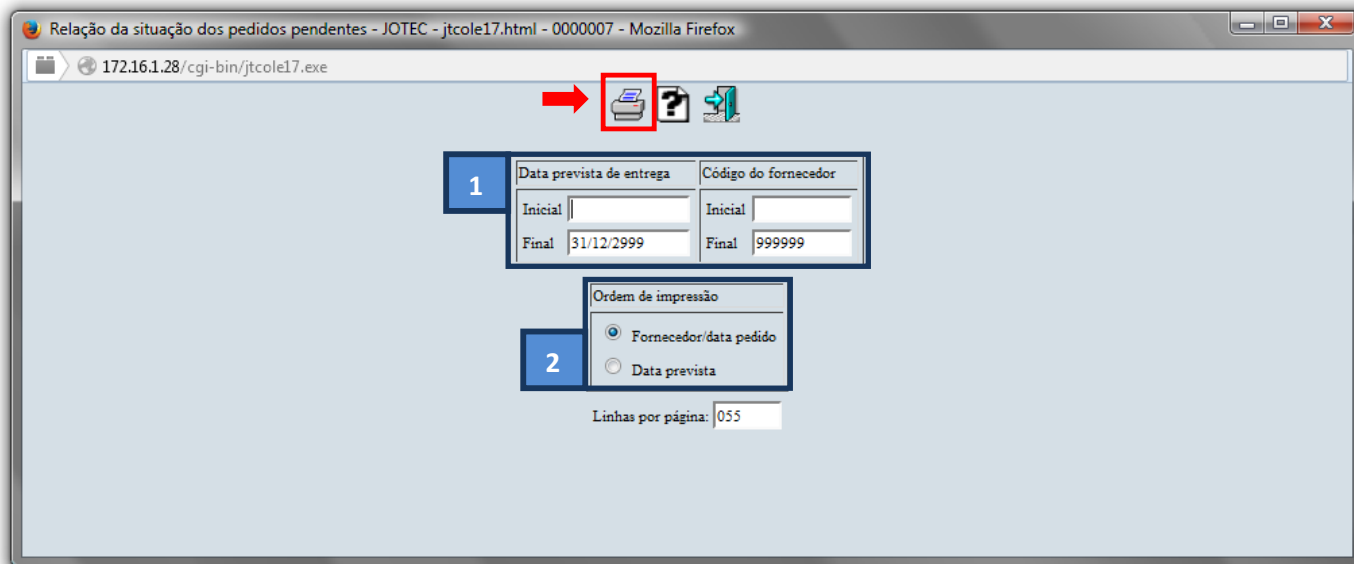 Relação da situação dos pedidos pendentes - JOTEC - jtcole17.html - 0000007 - Mozilla Firefox
172.16.1.28/cgi-bin/jtcole17.exe
1
Data prevista de entrega
Código do fornecedor
Inicial
Inicial
Final 31/12/2999
Final 999999
2
Ordem de impressão
Fornecedor/data pedido
Data prevista
Linhas por página: 055